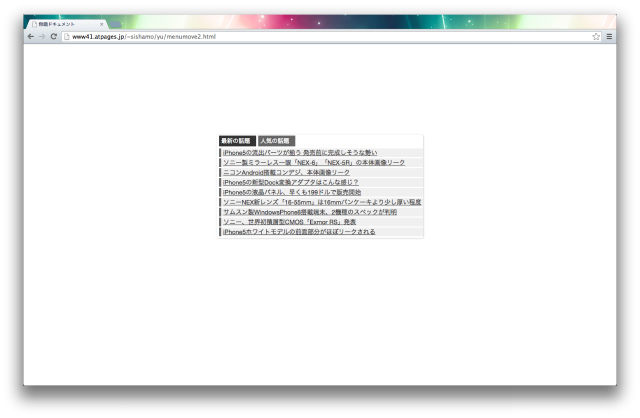 無題ドキュメント
www41.atpages.jp/~sishamo/yu/menumove2.html
最新の話題 人気の話題
iPhone5の流出パーツが揃う 発売前に完成しそうな勢い
ソニー製ミラーレス一眼「NEX-6」「NEX-5R」の本体画像リーク
ニコンAndroid搭載コンデジ、本体画像リーク
iPhone5の新型Dock変換アダプタはこんな感じ？
iPhone5の液晶パネル、早くも199ドルで販売開始
ソニーNEX新レンズ「16-55mm」は16mmパンケーキより少し厚い程度
サムスン製WindowsPhone8搭載端末、2機種のスペックが判明
ソニー、世界初積層型CMOS「Exmor RS」発表
iPhone5ホワイトモデルの前面部分がほぼリークされる